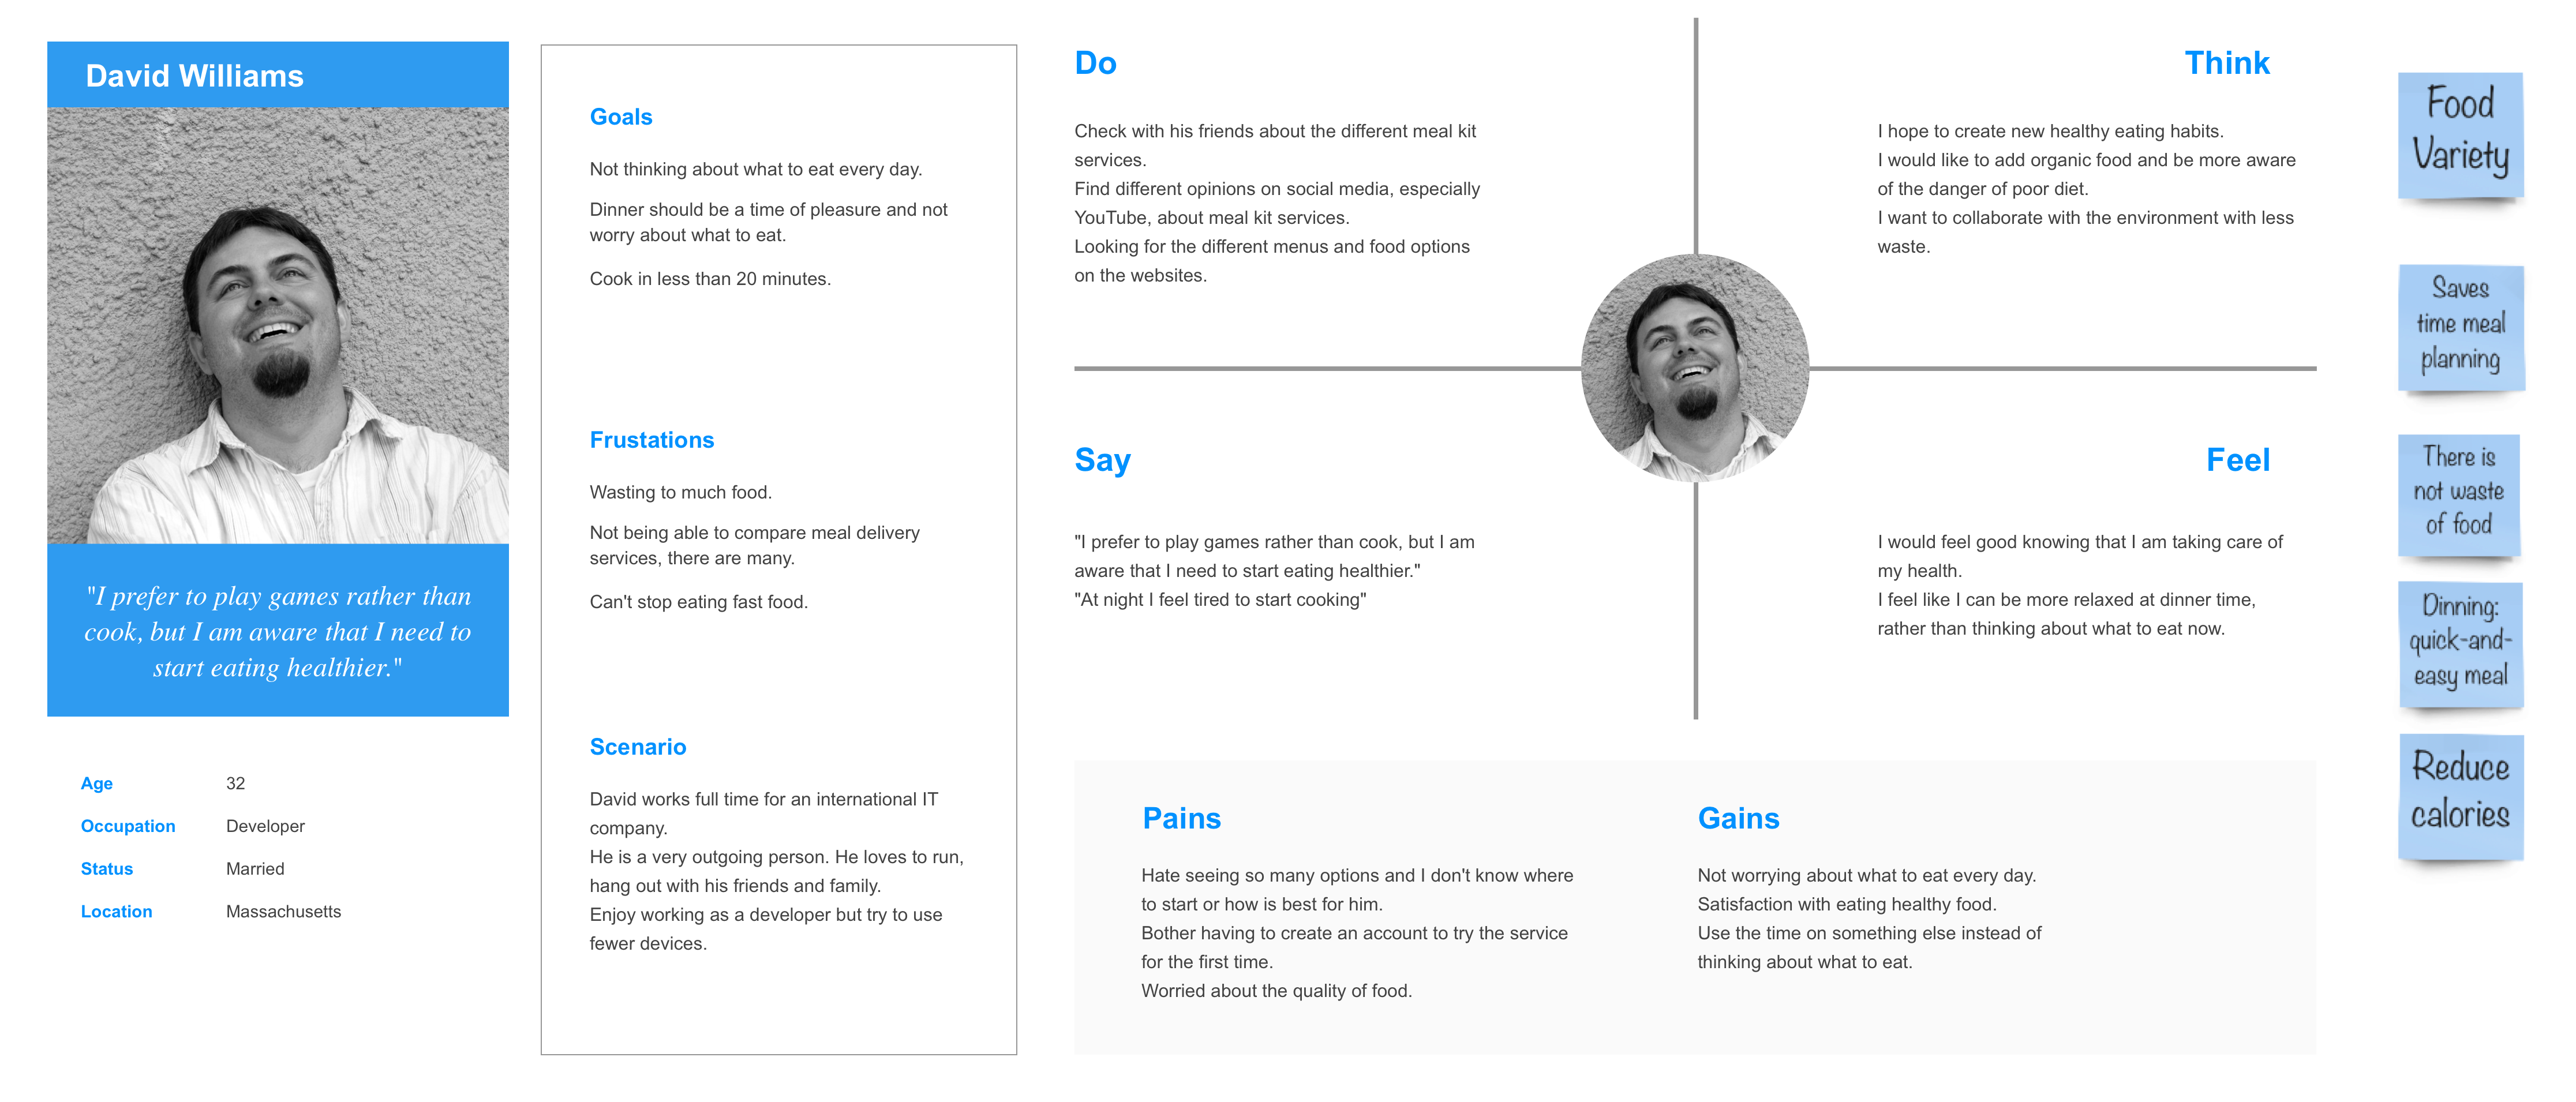 David Williams
"I prefer to play games rather than
cook, but I am aware that I need to
start eating healthier."
Age 32
Occupation Developer
Status Married
Location Massachusetts
Goals
Not thinking about what to eat every day.
Dinner should be a time of pleasure and not
worry about what to eat.
Cook in less than 20 minutes.
Frustations
Wasting to much food.
Not being able to compare meal delivery
services, there are many.
Can't stop eating fast food.
Scenario
David works full time for an international IT
company.
He is a very outgoing person. He loves to run,
hang out with his friends and family.
Enjoy working as a developer but try to use
fewer devices.
Do
Check with his friends about the different meal kit
services.
Find different opinions on social media, especially
YouTube, about meal kit services.
Looking for the different menus and food options
on the websites.
Think
I hope to create new healthy eating habits.
I would like to add organic food and be more aware
of the danger of poor diet.
I want to collaborate with the environment with less
waste.
Say
"I prefer to play games rather than cook, but I am
aware that I need to start eating healthier."
"At night I feel tired to start cooking"
Feel
I would feel good knowing that I am taking care of
my health.
I feel like I can be more relaxed at dinner time,
rather than thinking about what to eat now.
Pains
Hate seeing so many options and I don't know where
to start or how is best for him.
Bother having to create an account to try the service
for the first time.
Worried about the quality of food.
Gains
Not worrying about what to eat every day.
Satisfaction with eating healthy food.
Use the time on something else instead of
thinking about what to eat.
Food
Variety
Saves
time meal
planning
There is
not waste
of food
Dinning:
quick-and-
easy meal
Reduce
calories